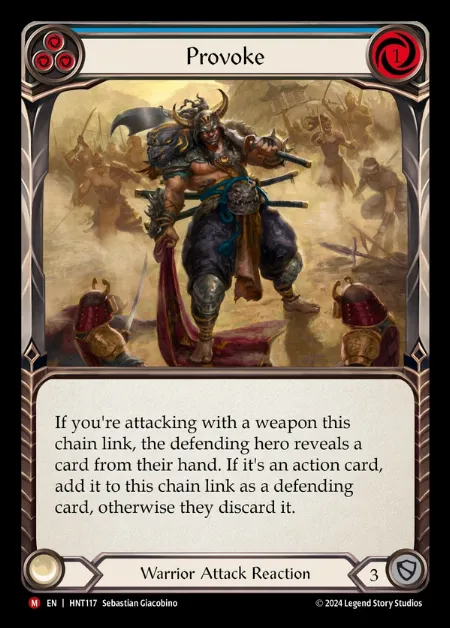 Provoke
1
If you're attacking with a weapon this
chain link, the defending hero reveals a
card from their hand. If it's an action card,
add it to this chain link as a defending
card, otherwise they discard it.
Warrior Attack Reaction
3
M EN | HNT117 Sebastian Giacobino
© 2024 Legend Story Studios